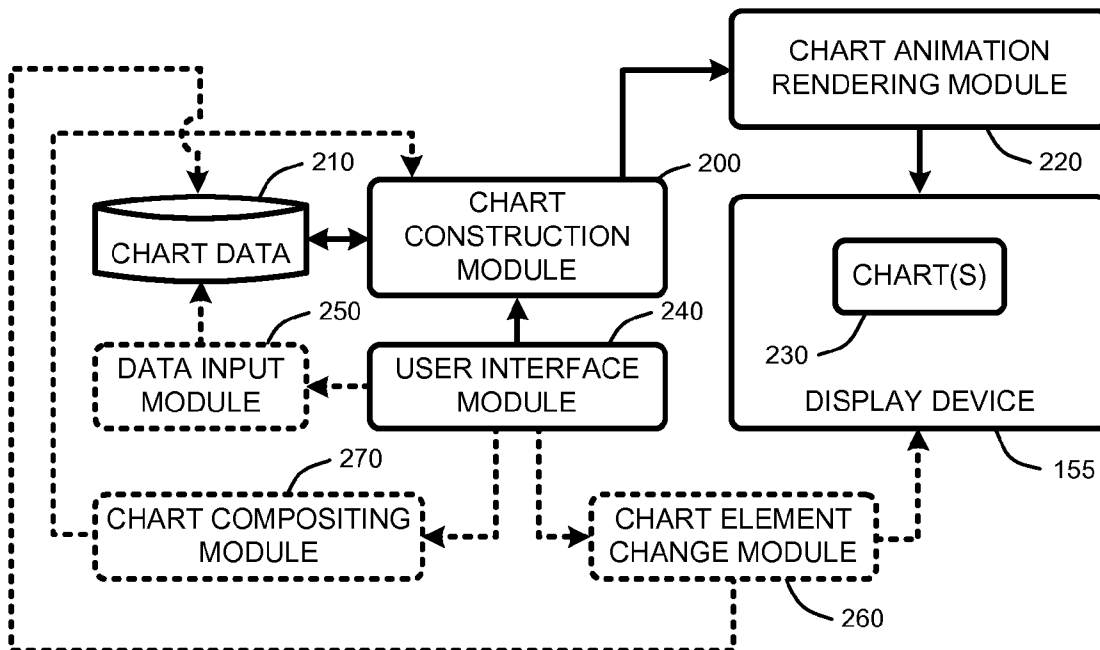 CHART ANIMATION
RENDERING MODULE
220
210
200
CHART DATA
CHART
CONSTRUCTION
MODULE
CHART(S)
230
DISPLAY DEVICE
155
250
DATA INPUT
MODULE
240
USER INTERFACE
MODULE
270
CHART COMPOSITING
MODULE
CHART ELEMENT
CHANGE MODULE
260